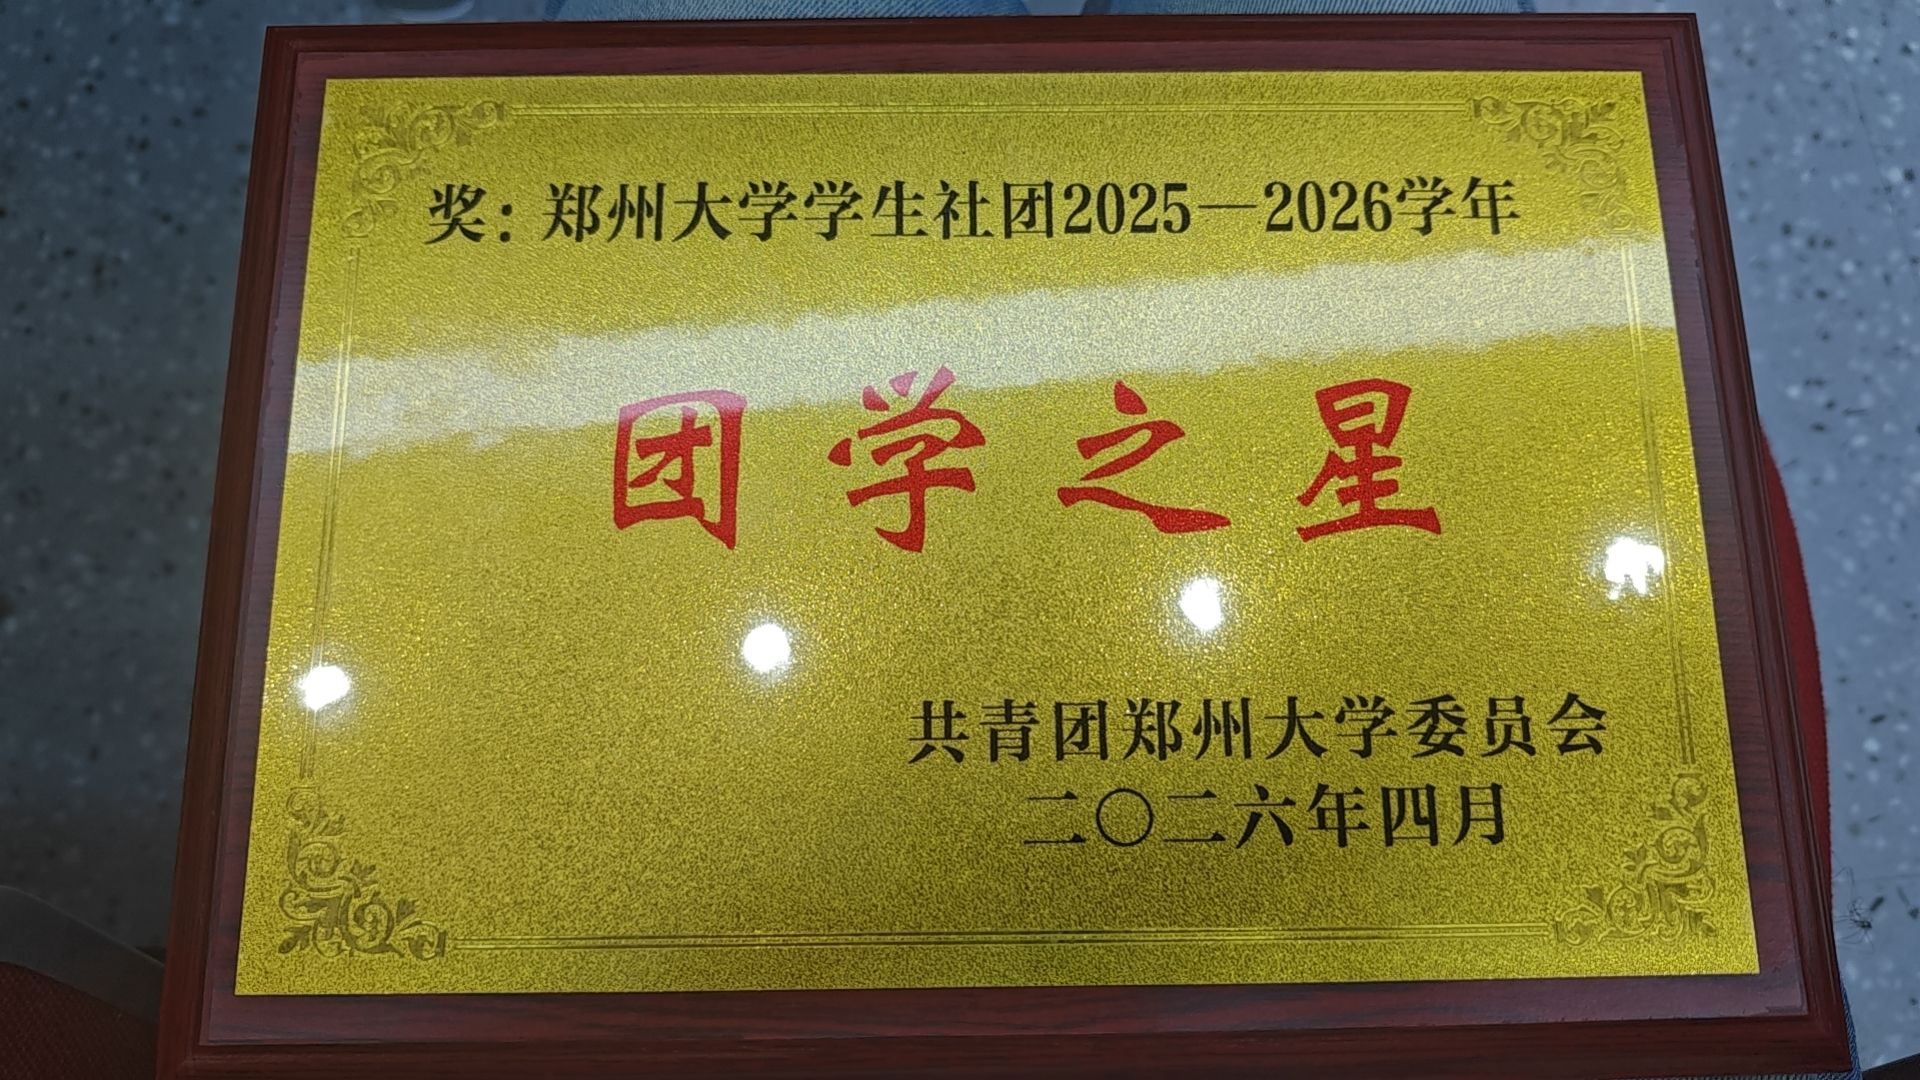 奖：郑州大学学生社团2025—2026学年
团学之星
共青团郑州大学委员会
二〇二六年四月